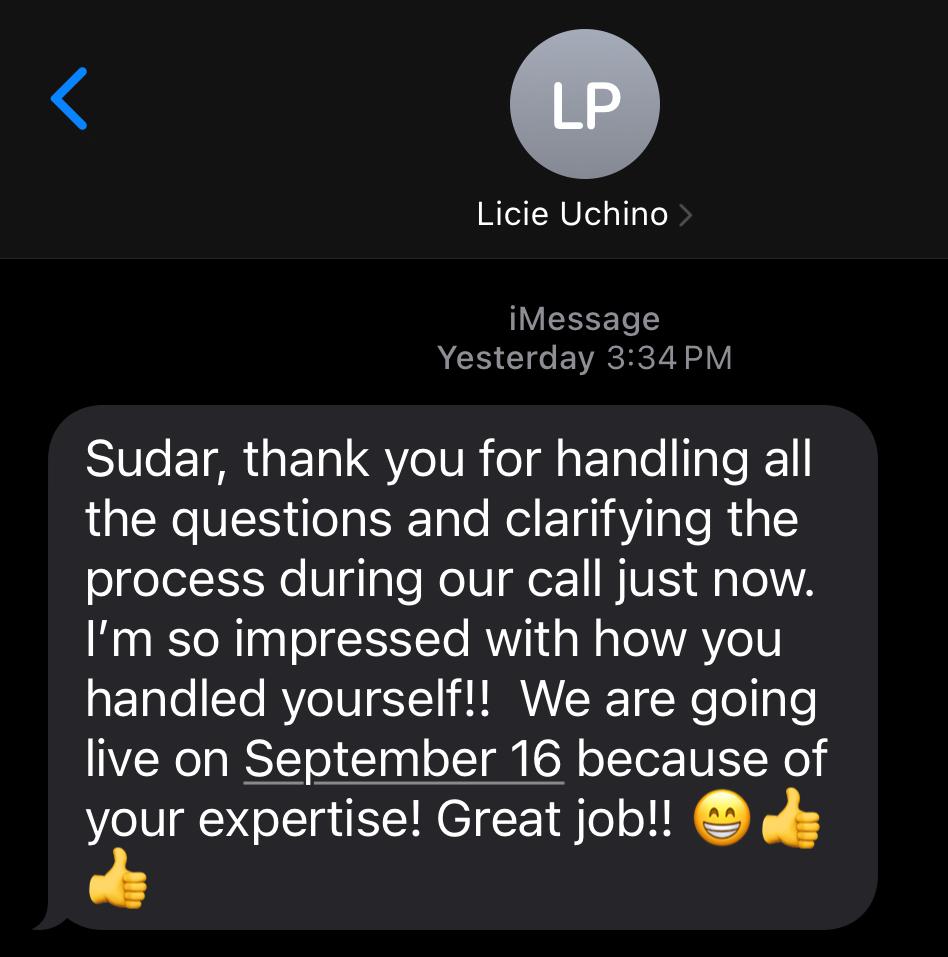 LP
Licie Uchino
iMessage
Yesterday 3:34 PM
Sudar, thank you for handling all
the questions and clarifying the
process during our call just now.
I’m so impressed with how you
handled yourself!!  We are going
live on September 16 because of
your expertise! Great job!! 😁👍
👍